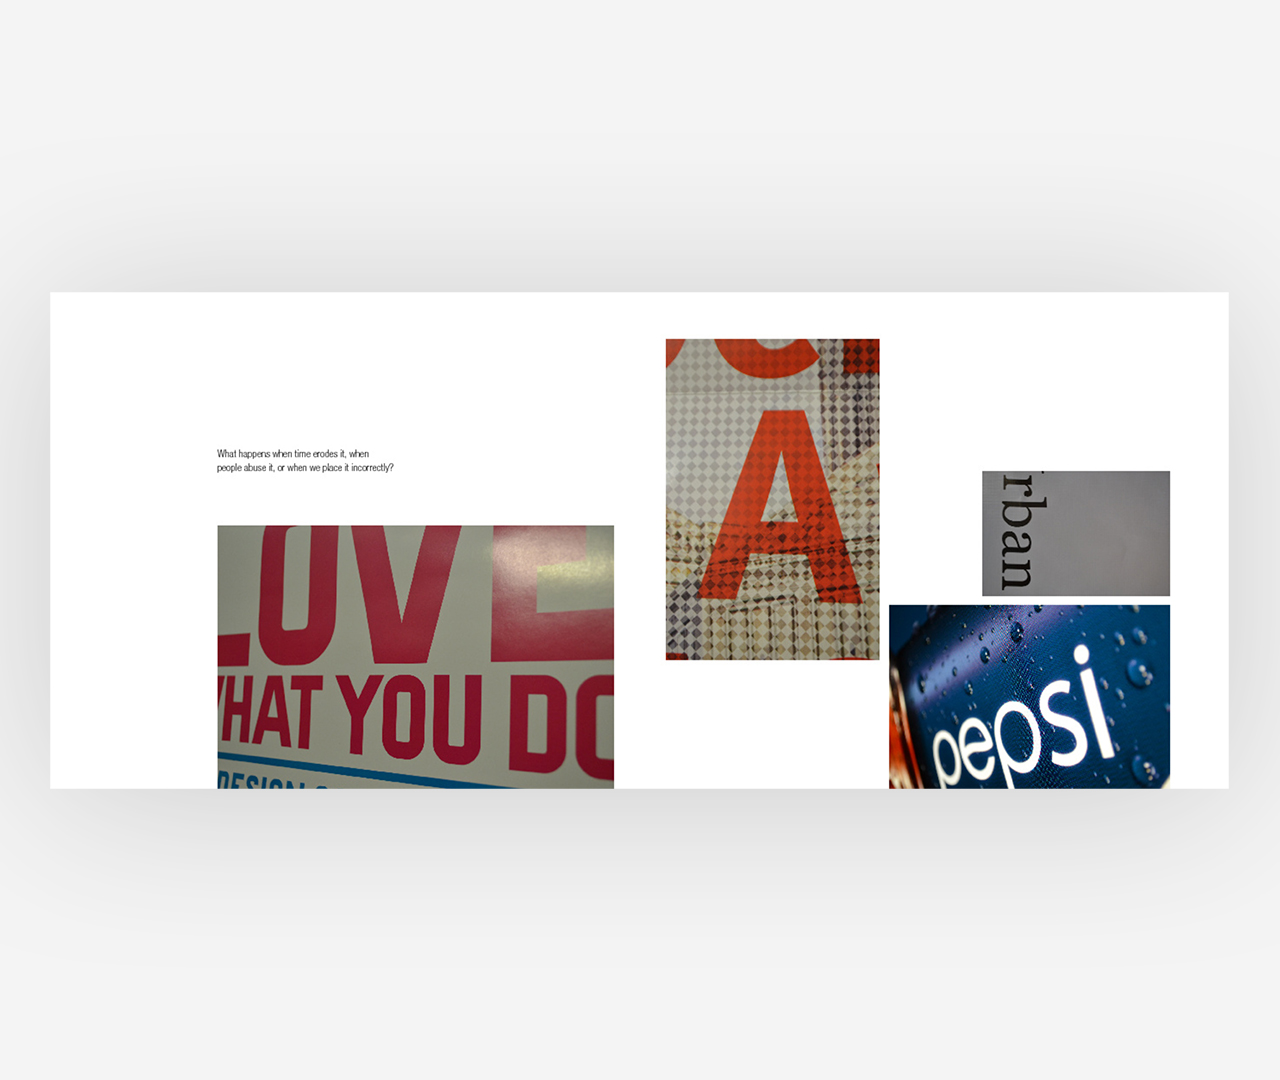 What happens when time erodes it, when
people abuse it, or when we place it incorrectly?
LOVE
WHAT YOU DO
DESIGN
A
rban
pepsi